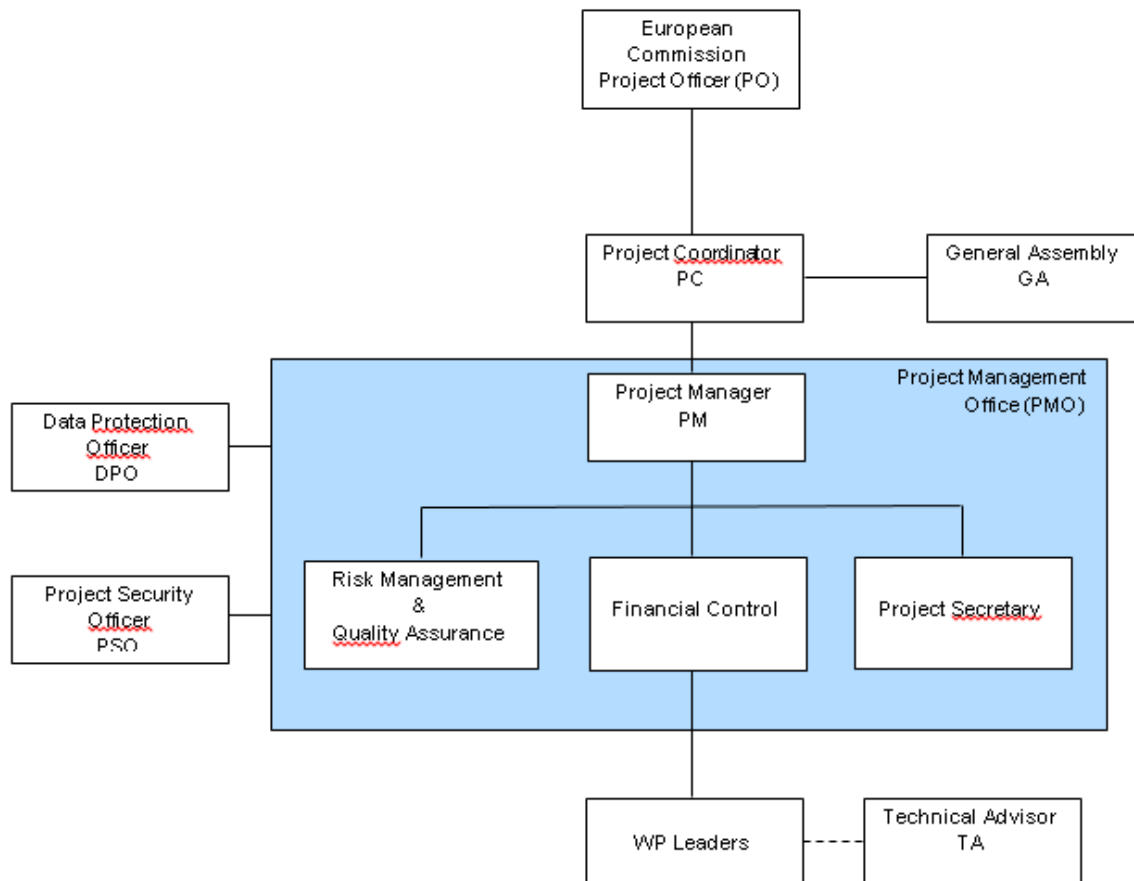 European
Commission
Project Officer (PO)
Project Coordinator
PC
General Assembly
GA
Project Manager
PM
Project Management
Office (PMO)
Data Protection
Officer
DPO
Risk Management
&
Quality Assurance
Financial Control
Project Secretary
Project Security
Officer
PSO
WP Leaders
Technical Advisor
TA